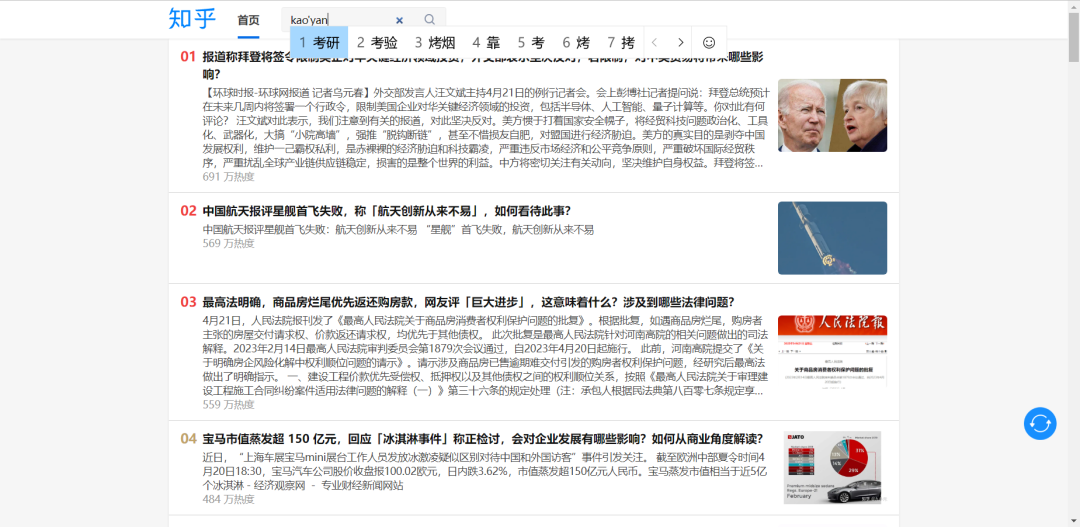 知乎 首页 kao'yan
1 考研 2 考验 3 烤烟 4 靠 5 考 6 烤 7 拷
01 报道称拜登将签令限制美企对华关键经济领域投资，外交部表示坚决反对，若限制，对中美贸易将带来哪些影
响？
【环球时报-环球网报道 记者乌元春】外交部发言人汪文斌主持4月21日的例行记者会。会上彭博社记者提问说：拜登总统预计
在未来几周内将签署一个行政令，限制美国企业对华关键经济领域的投资，包括半导体、人工智能、量子计算等。你对此有何
评论？ 汪文斌对此表示，我们注意到有关的报道，对此坚决反对。美方惯于打着国家安全幌子，将经贸科技问题政治化、工具
化、武器化，大搞“小院高墙”，强推“脱钩断链”，甚至不惜损友自肥，对盟国进行经济胁迫。美方的真实目的是剥夺中国
发展权利，维护一己霸权私利，是赤裸裸的经济胁迫和科技霸凌，严重违反市场经济和公平竞争原则，严重破坏国际经贸秩
序，严重扰乱全球产业链供应链稳定，损害的是整个世界的利益。中方将密切关注有关动向，坚决维护自身权益。拜登将签...
691 万热度
02 中国航天报评星舰首飞失败，称「航天创新从来不易」，如何看待此事？
中国航天报评星舰首飞失败：航天创新从来不易 “星舰”首飞失败，航天创新从来不易
569 万热度
03 最高法明确，商品房烂尾优先返还购房款，网友评「巨大进步」，这意味着什么？涉及到哪些法律问题？
4月21日，人民法院报刊发了《最高人民法院关于商品房消费者权利保护问题的批复》。根据批复，如遇商品房烂尾，购房者
主张的房屋交付请求权、价款返还请求权，均优先于其他债权。 此次批复是最高人民法院针对河南高院的相关问题做出的司法
解释。2023年2月14日最高人民法院审判委员会第1879次会议通过，自2023年4月20日起施行。 此前，河南高院提交了《关
于明确房企风险化解中权利顺位问题的请示》。请示涉及商品房已售逾期难交付引发的购房者权利保护问题，经研究后最高法
做出了明确指示。 一、建设工程价款优先受偿权、抵押权以及其他债权之间的权利顺位关系，按照《最高人民法院关于审理建
设工程施工合同纠纷案件适用法律问题的解释（一）》第三十六条的规定处理（注：承包人根据民法典第八百零七条规定享...
559 万热度
人民法院报
关于商品房消费者权利保护问题的批复
04 宝马市值蒸发超 150 亿元，回应「冰淇淋事件」称正检讨，会对企业发展有哪些影响？如何从商业角度解读？
近日，“上海车展宝马mini展台工作人员发放冰激凌疑似区别对待中国和外国访客”事件引发关注。 截至欧洲中部夏令时间4
月20日18:30，宝马汽车公司股价收盘报100.02欧元，日内跌3.62%，市值蒸发超150亿元人民币。宝马蒸发市值相当于近5亿
个冰淇淋 - 经济观察网 － 专业财经新闻网站
484 万热度
JATO
31%
29%
14%
February